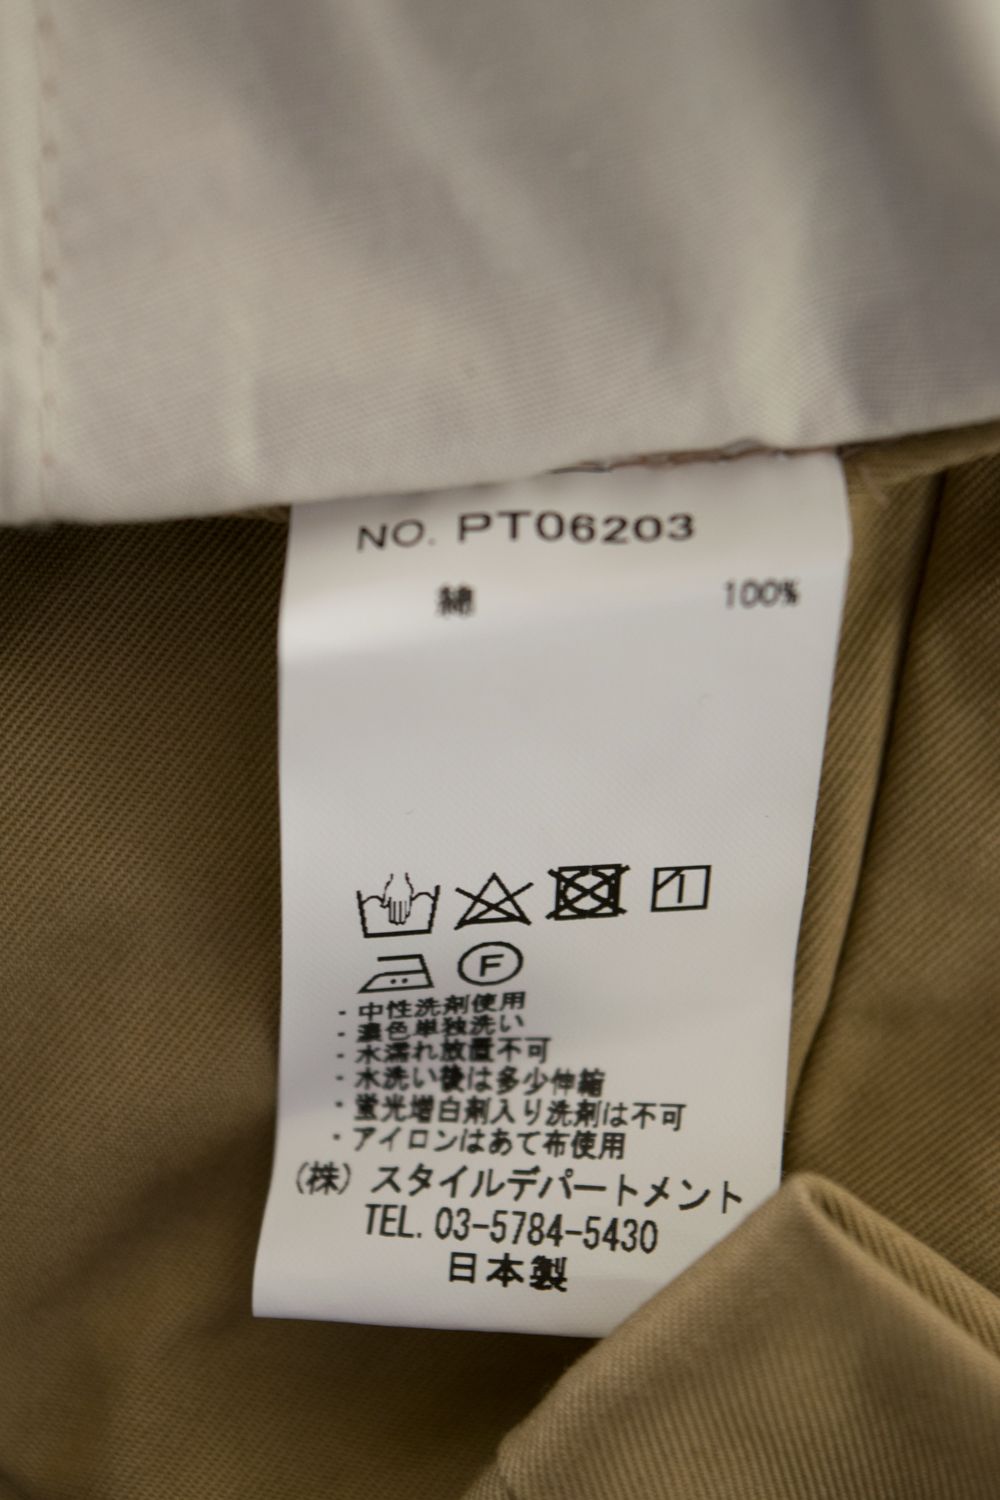 NO. PT06203
綿 100%
F
・中性洗剤使用
・濃色単独洗い
・水濡れ放置不可
・水洗い後は多少伸縮
・蛍光増白剤入り洗剤は不可
・アイロンはあて布使用
(株) スタイルデパートメント
TEL. 03-5784-5430
日本製